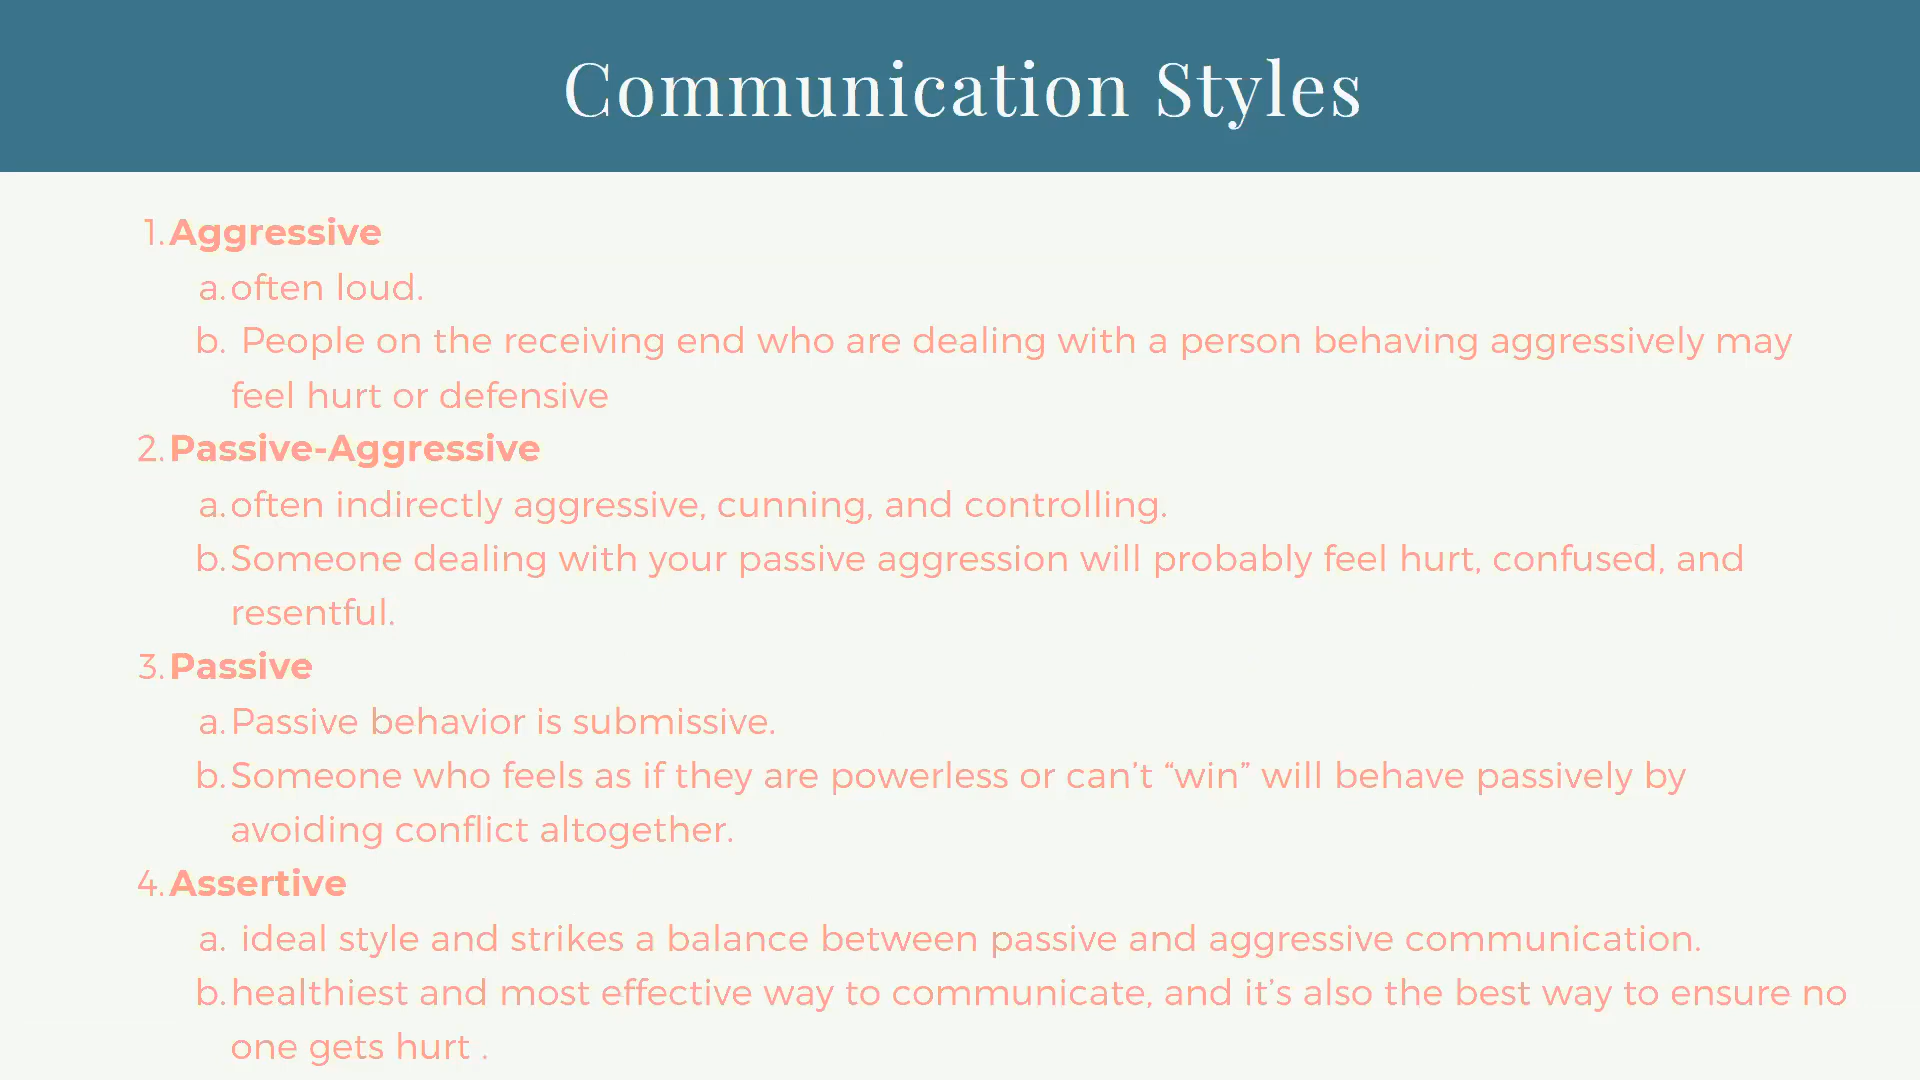 Communication Styles
1. Aggressive
a. often loud.
b. People on the receiving end who are dealing with a person behaving aggressively may
feel hurt or defensive
2. Passive-Aggressive
a. often indirectly aggressive, cunning, and controlling.
b. Someone dealing with your passive aggression will probably feel hurt, confused, and
resentful.
3. Passive
a. Passive behavior is submissive.
b. Someone who feels as if they are powerless or can’t “win” will behave passively by
avoiding conflict altogether.
4. Assertive
a. ideal style and strikes a balance between passive and aggressive communication.
b. healthiest and most effective way to communicate, and it’s also the best way to ensure no
one gets hurt .